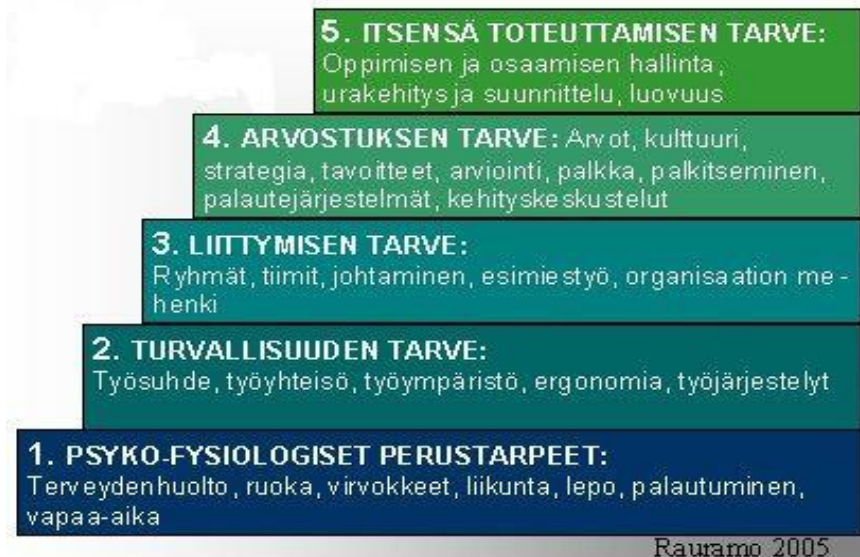 5. ITSENSÄ TOTEUTTAMISEN TARVE:
Oppimisen ja osaamisen hallinta,
urakehitys ja suunnittelu, luovuus
4. ARVOSTUKSEN TARVE: Arvot, kulttuuri,
strategia, tavoitteet, arviointi, palkka, palkitseminen,
palautejärjestelmät, kehityskeskustelut
3. LIITTYMISEN TARVE:
Ryhmät, tiimit, johtaminen, esimiestyö, organisaation me-
henki
2. TURVALLISUUDEN TARVE:
Työsuhde, työyhteisö, työympäristö, ergonomia, työjärjestelyt
1. PSYKO-FYSIOLOGISET PERUSTARPEET:
Terveydenhuolto, ruoka, virvokkeet, liikunta, lepo, palautuminen,
vapaa-aika
Rauramo 2005